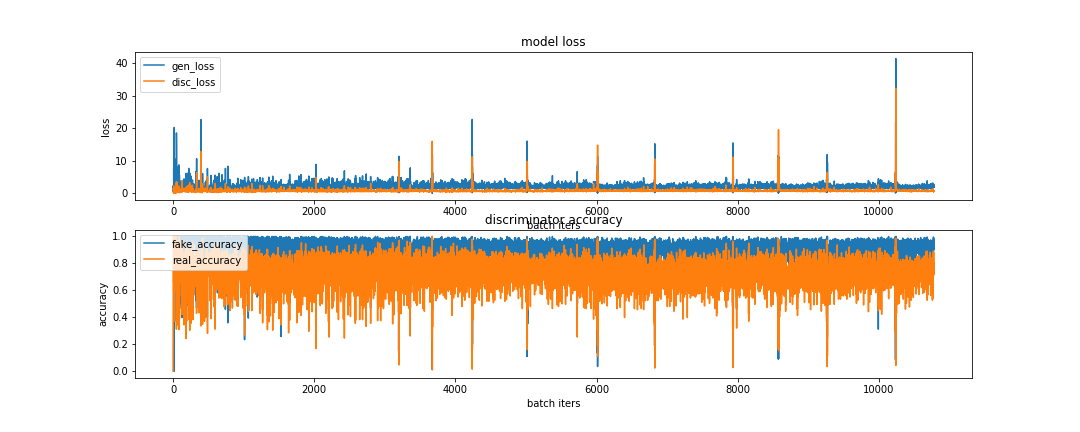 model loss
gen_loss
disc_loss
loss
40
30
20
10
0
0 2000 4000 6000 8000 10000
batch iters
discriminator accuracy
fake_accuracy
real_accuracy
accuracy
1.0
0.8
0.6
0.4
0.2
0.0
0 2000 4000 6000 8000 10000
batch iters